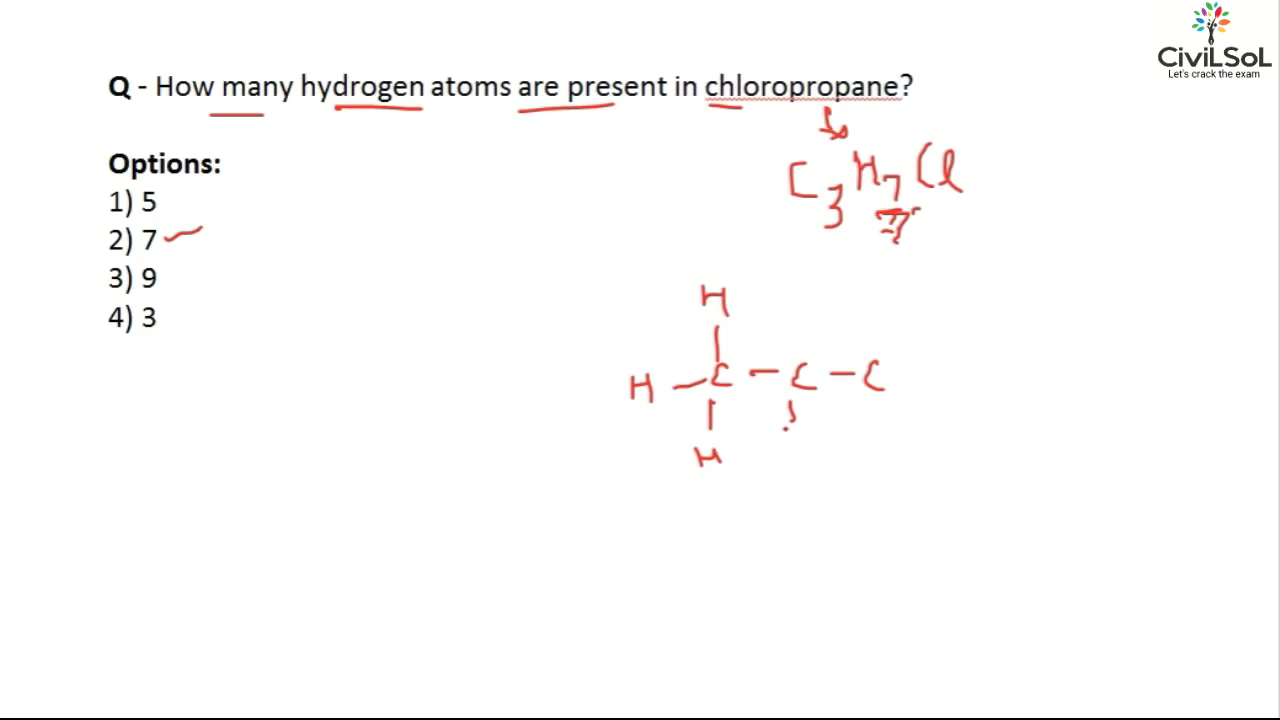 CiviLSoL
Let's crack the exam
Q - How many hydrogen atoms are present in chloropropane?
C3H7Cl
Options:
1) 5
2) 7
3) 9
4) 3
H
H - C - C - C
H